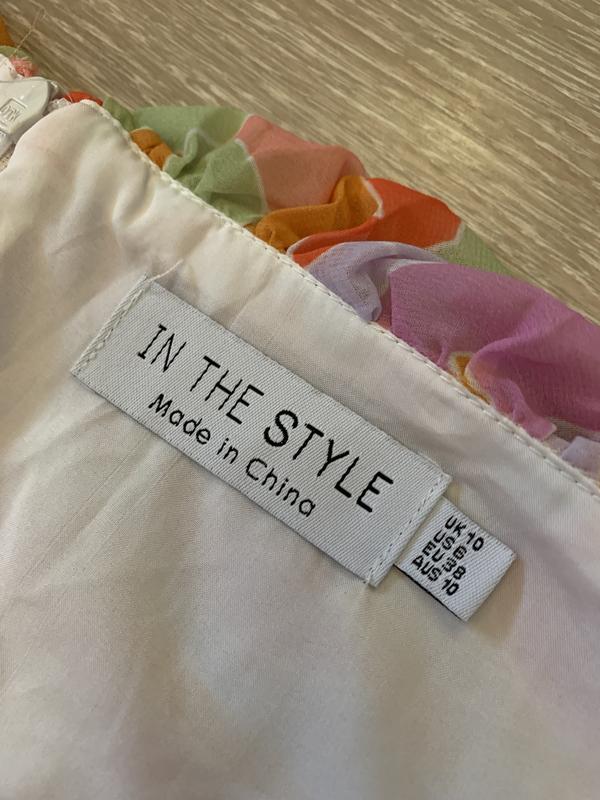 IN THE STYLE
Made in China
UK 10
US 6
EU 38
AUS 10